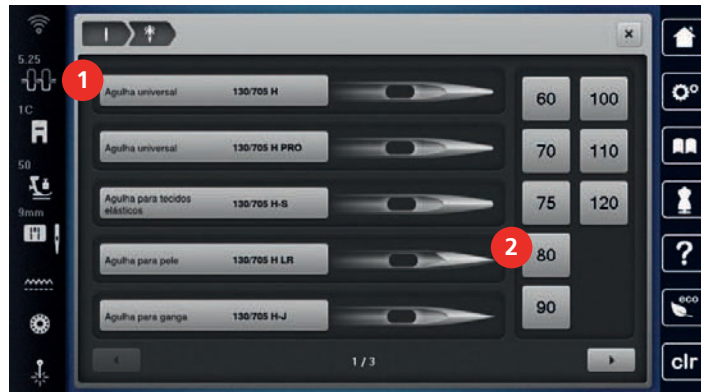 5.25
1C
50
9mm
1
Agulha universal 130/705 H
Agulha universal 130/705 H PRO
Agulha para tecidos
elásticos 130/705 H-S
Agulha para pele 130/705 H LR
Agulha para ganga 130/705 H-J
1/3
60 100
70 110
75 120
2
80
90
?
eco
clr